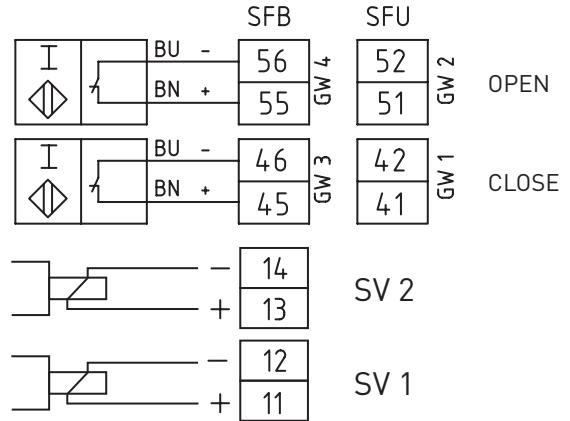 SFB SFU
BU - 56 GW 4 52 GW 2 OPEN
BN + 55 51
BU - 46 GW 3 42 GW 1 CLOSE
BN + 45 41
− 14 SV 2
+ 13
− 12 SV 1
+ 11